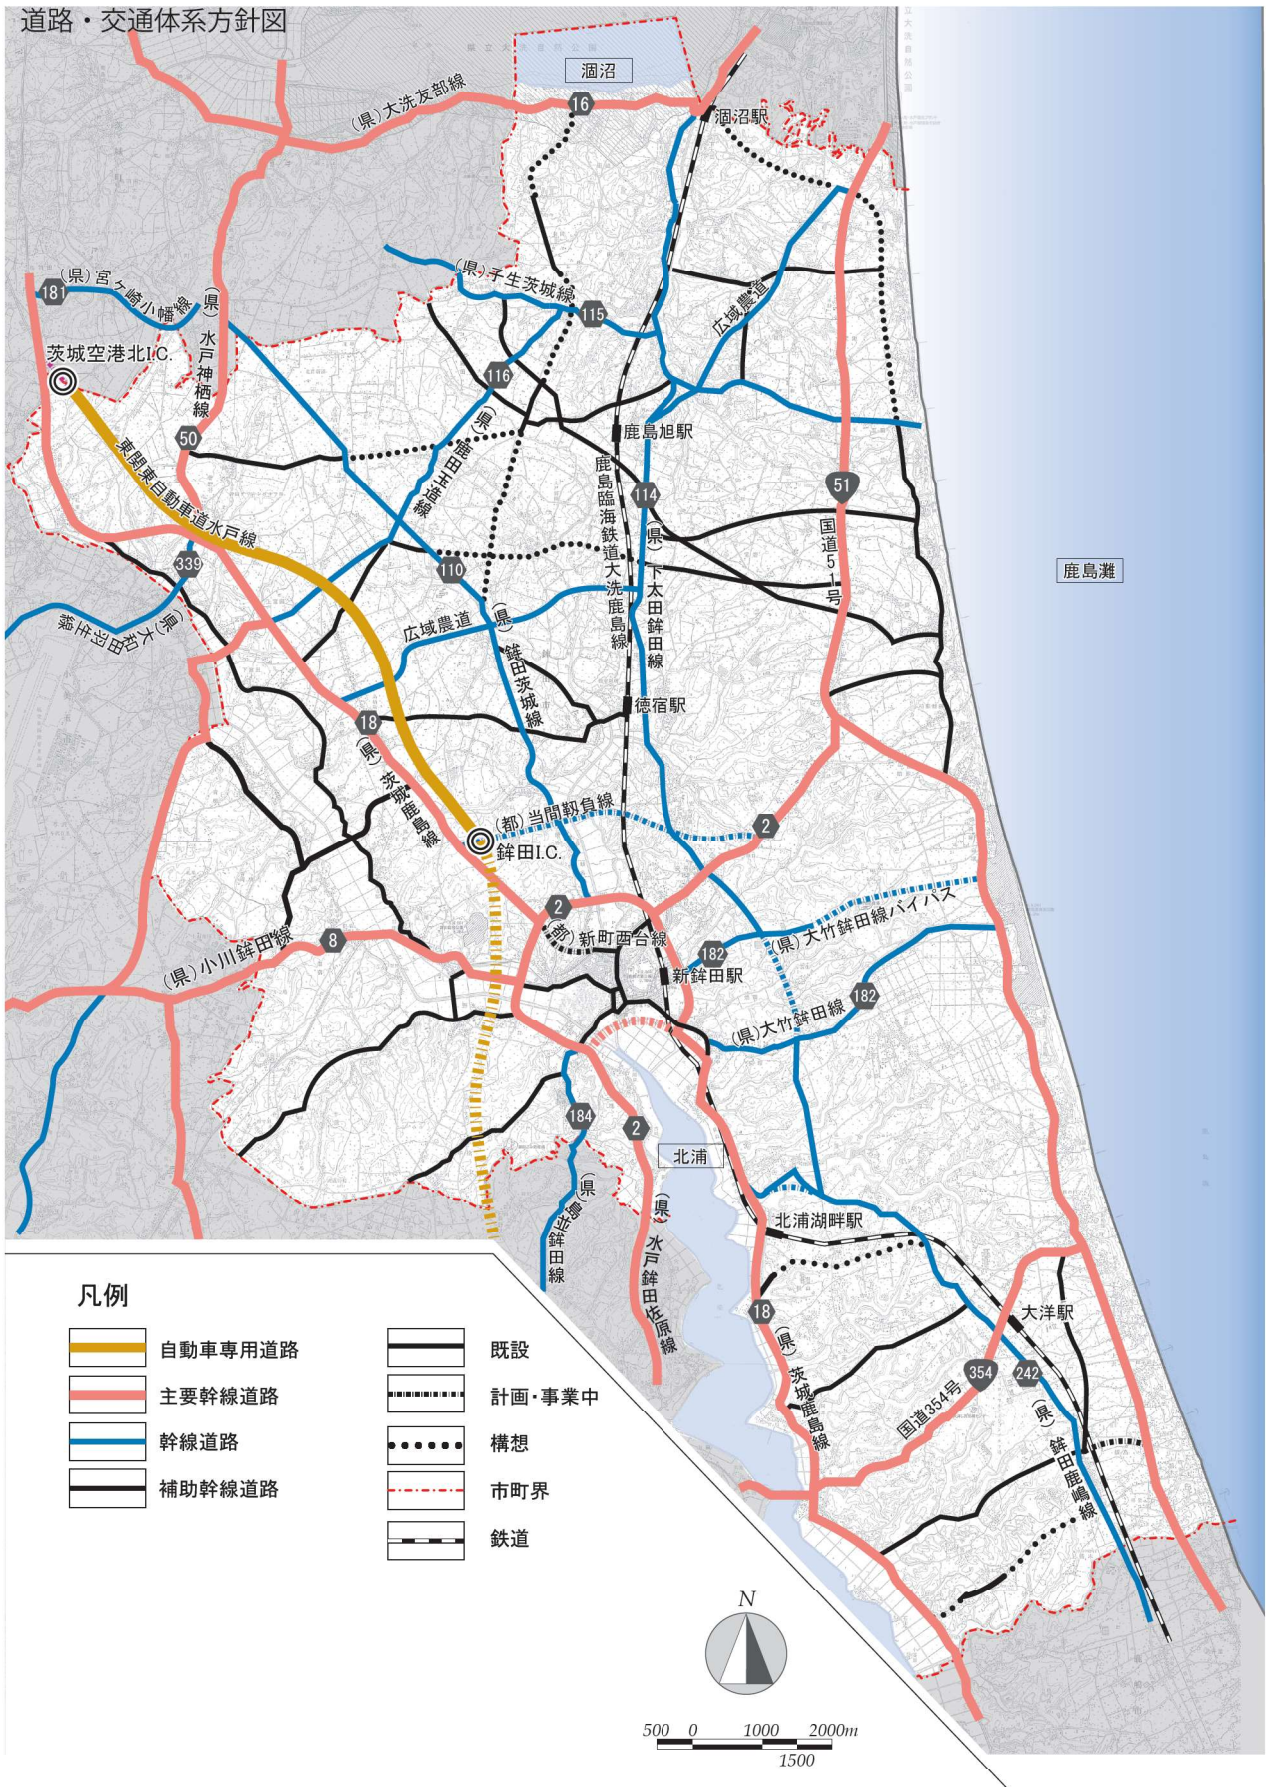 道路・交通体系方針図
涸沼
16
(県)大洗友部線
涸沼駅
(県)宮ヶ崎小幡線
181
(県)水戸神栖線
(県)子生茨城線
115
広域農道
茨城空港北I.C.
116
50
(県)鹿田玉造線
鹿島旭駅
東関東自動車道水戸線
鹿島臨海鉄道大洗鹿島線
114
51
国道51号
339
110
(県)下太田鉾田線
鹿島灘
(県)大和田羽生線
広域農道
(県)鉾田茨城線
徳宿駅
18
(県)茨城鹿島線
(都)当間靱負線
2
鉾田I.C.
2
(都)新町西台線
(県)大竹鉾田線バイパス
(県)小川鉾田線
8
182
新鉾田駅
182
(県)大竹鉾田線
184
2
北浦
(県)島並鉾田線
(県)水戸鉾田佐原線
北浦湖畔駅
18
大洋駅
(県)茨城鹿島線
354
国道354号
242
(県)鉾田鹿嶋線
凡例
自動車専用道路
主要幹線道路
幹線道路
補助幹線道路
既設
計画・事業中
構想
市町界
鉄道
N
500 0 1000 2000m
1500